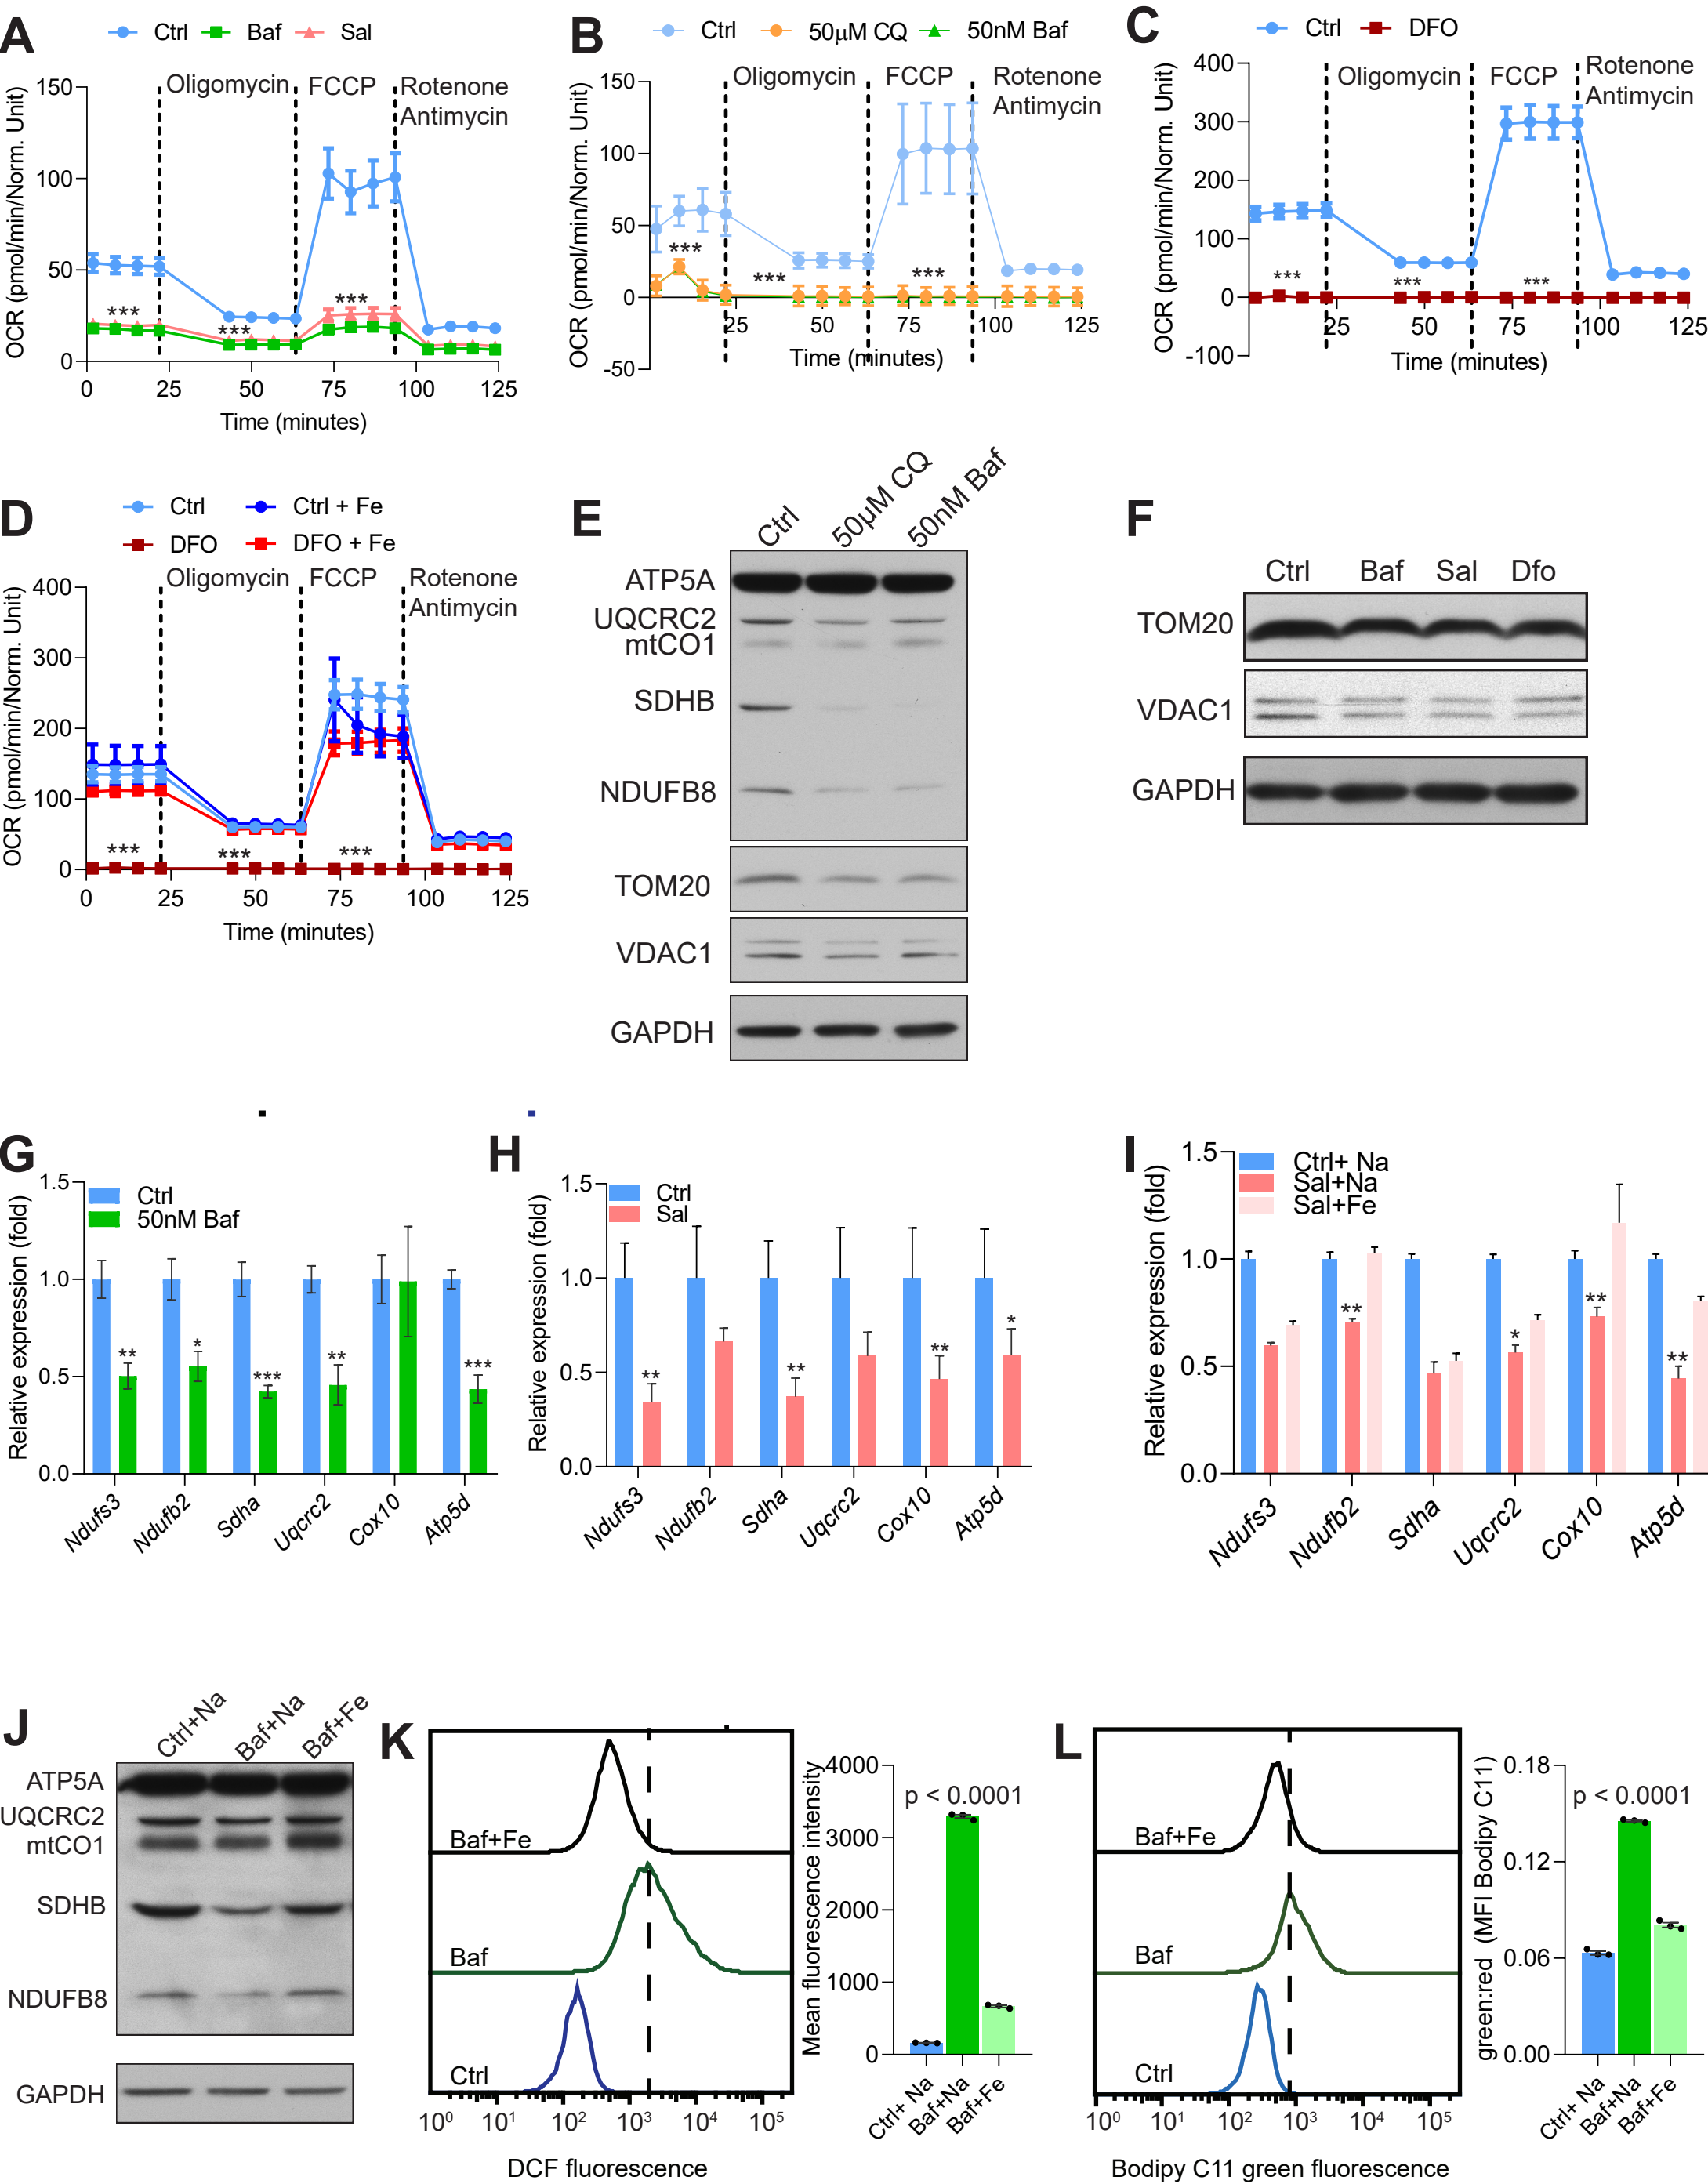 A
Ctrl Baf Sal
Oligomycin FCCP Rotenone
Antimycin
OCR (pmol/min/Norm. Unit)
150
100
50
0
0 25 50 75 100 125
Time (minutes)
***
***
***
B
Ctrl 50µM CQ 50nM Baf
Oligomycin FCCP Rotenone
Antimycin
OCR (pmol/min/Norm. Unit)
150
100
50
0
-50
25 50 75 100 125
Time (minutes)
***
***
***
C
Ctrl DFO
Oligomycin FCCP Rotenone
Antimycin
OCR (pmol/min/Norm. Unit)
400
300
200
100
0
-100
25 50 75 100 125
Time (minutes)
***
***
***
D
Ctrl Ctrl + Fe
DFO DFO + Fe
Oligomycin FCCP Rotenone
Antimycin
OCR (pmol/min/Norm. Unit)
400
300
200
100
0
0 25 50 75 100 125
Time (minutes)
***
***
***
E
Ctrl 50µM CQ 50nM Baf
ATP5A
UQCRC2
mtCO1
SDHB
NDUFB8
TOM20
VDAC1
GAPDH
F
Ctrl Baf Sal Dfo
TOM20
VDAC1
GAPDH
G
Ctrl
50nM Baf
Relative expression (fold)
1.5
1.0
0.5
0.0
** * *** ** ***
Ndufs3 Ndufb2 Sdha Uqcrc2 Cox10 Atp5d
H
Ctrl
Sal
Relative expression (fold)
1.5
1.0
0.5
0.0
** ** ** *
Ndufs3 Ndufb2 Sdha Uqcrc2 Cox10 Atp5d
I
Ctrl+ Na
Sal+Na
Sal+Fe
Relative expression (fold)
1.5
1.0
0.5
0.0
** * ** **
Ndufs3 Ndufb2 Sdha Uqcrc2 Cox10 Atp5d
J
Ctrl+Na Baf+Na Baf+Fe
ATP5A
UQCRC2
mtCO1
SDHB
NDUFB8
GAPDH
K
Baf+Fe
Baf
Ctrl
10⁰ 10¹ 10² 10³ 10⁴ 10⁵
DCF fluorescence
Mean fluorescence intensity
4000
3000
2000
1000
0
p < 0.0001
Ctrl+ Na Baf+Na Baf+Fe
L
Baf+Fe
Baf
Ctrl
10⁰ 10¹ 10² 10³ 10⁴ 10⁵
Bodipy C11 green fluorescence
green:red (MFI Bodipy C11)
0.18
0.12
0.06
0.00
p < 0.0001
Ctrl+ Na Baf+Na Baf+Fe